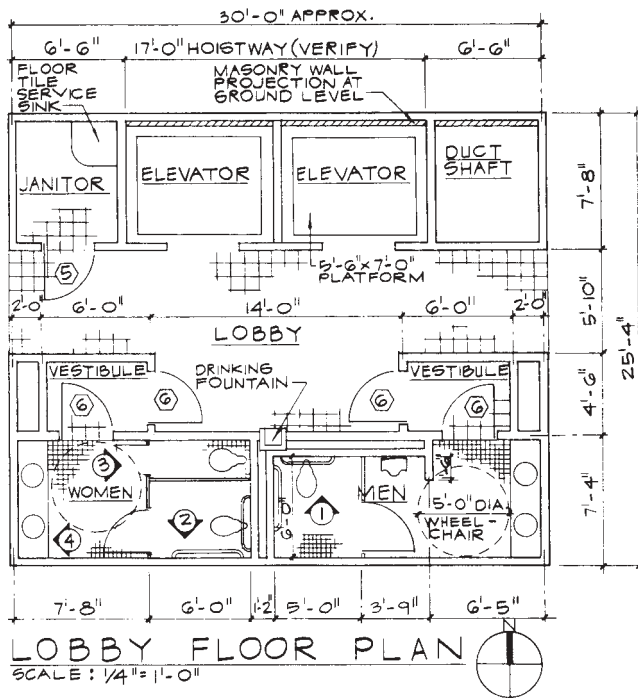 30'-0" APPROX.
6'-6" 17'-0" HOISTWAY (VERIFY) 6'-6"
FLOOR
TILE
SERVICE
SINK
MASONRY WALL
PROJECTION AT
GROUND LEVEL
JANITOR
ELEVATOR
ELEVATOR
DUCT
SHAFT
7'-8"
5
5'-6" x 7'-0"
PLATFORM
2'-0" 6'-0" 14'-0" 6'-0" 2'-0"
5'-10"
25'-4"
LOBBY
VESTIBULE
DRINKING
FOUNTAIN
VESTIBULE
4'-6"
6
6
6
6
3
WOMEN
4
2
1
6'-0"
MEN
5'-0" DIA.
WHEEL-
CHAIR
7'-4"
7'-8" 6'-0" 1'-2" 5'-0" 3'-9" 6'-5"
LOBBY FLOOR PLAN
SCALE: 1/4" = 1'-0"
N